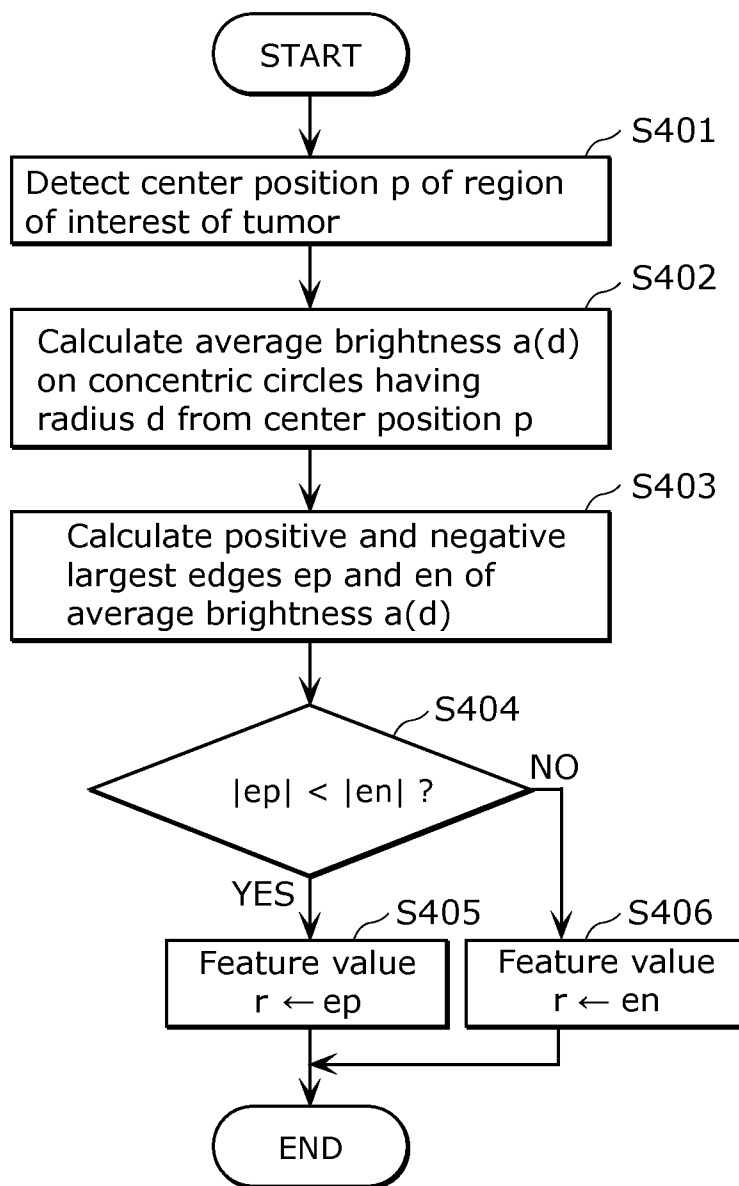 START
S401
Detect center position p of region
of interest of tumor
S402
Calculate average brightness a(d)
on concentric circles having
radius d from center position p
S403
Calculate positive and negative
largest edges ep and en of
average brightness a(d)
S404
|ep| < |en| ?
NO
YES
S405
Feature value
r ← ep
S406
Feature value
r ← en
END